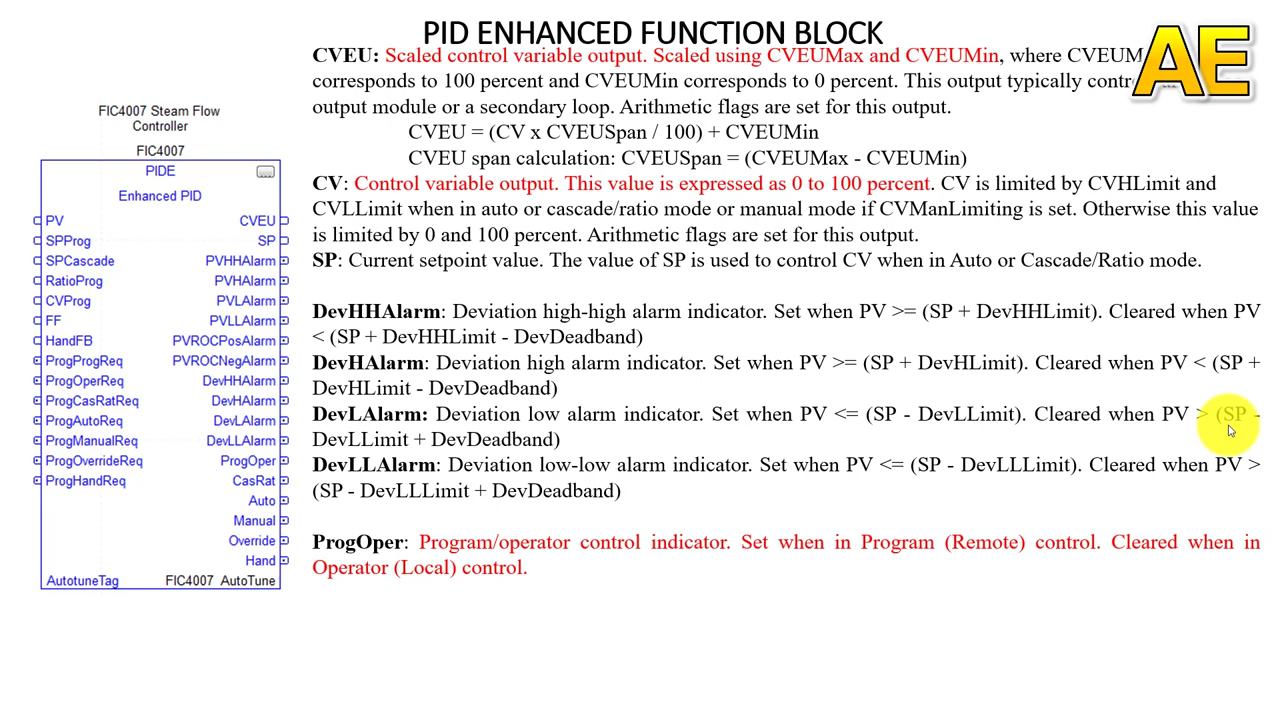 PID ENHANCED FUNCTION BLOCK
AE
CVEU: Scaled control variable output. Scaled using CVEUMax and CVEUMin, where CVEUM
corresponds to 100 percent and CVEUMin corresponds to 0 percent. This output typically contr
output module or a secondary loop. Arithmetic flags are set for this output.
CVEU = (CV x CVEUSpan / 100) + CVEUMin
CVEU span calculation: CVEUSpan = (CVEUMax - CVEUMin)
CV: Control variable output. This value is expressed as 0 to 100 percent. CV is limited by CVHLimit and
CVLLimit when in auto or cascade/ratio mode or manual mode if CVManLimiting is set. Otherwise this value
is limited by 0 and 100 percent. Arithmetic flags are set for this output.
SP: Current setpoint value. The value of SP is used to control CV when in Auto or Cascade/Ratio mode.
DevHHAlarm: Deviation high-high alarm indicator. Set when PV >= (SP + DevHHLimit). Cleared when PV
< (SP + DevHHLimit - DevDeadband)
DevHAlarm: Deviation high alarm indicator. Set when PV >= (SP + DevHLimit). Cleared when PV < (SP +
DevHLimit - DevDeadband)
DevLAlarm: Deviation low alarm indicator. Set when PV <= (SP - DevLLimit). Cleared when PV > (SP -
DevLLimit + DevDeadband)
DevLLAlarm: Deviation low-low alarm indicator. Set when PV <= (SP - DevLLLimit). Cleared when PV >
(SP - DevLLLimit + DevDeadband)
ProgOper: Program/operator control indicator. Set when in Program (Remote) control. Cleared when in
Operator (Local) control.
FIC4007 Steam Flow
Controller
FIC4007
PIDE
...
Enhanced PID
PV CVEU
SPProg SP
SPCascade PVHHAlarm
RatioProg PVHAlarm
CVProg PVLAlarm
FF PVLLAlarm
HandFB PVROCPosAlarm
ProgProgReq PVROCNegAlarm
ProgOperReq DevHHAlarm
ProgCasRatReq DevHAlarm
ProgAutoReq DevLAlarm
ProgManualReq DevLLAlarm
ProgOverrideReq ProgOper
ProgHandReq CasRat
Auto
Manual
Override
Hand
AutotuneTag FIC4007_AutoTune